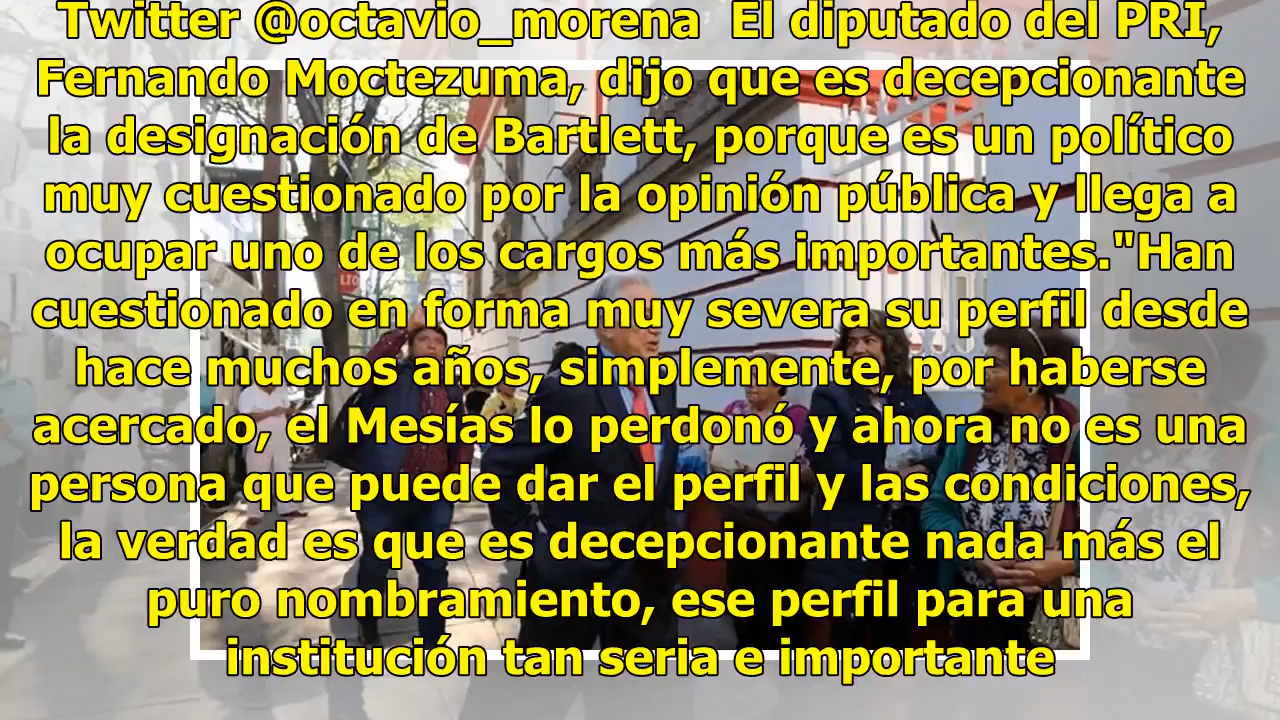 Twitter @octavio_morena  El diputado del PRI,
Fernando Moctezuma, dijo que es decepcionante
la designación de Bartlett, porque es un político
muy cuestionado por la opinión pública y llega a
ocupar uno de los cargos más importantes."Han
cuestionado en forma muy severa su perfil desde
hace muchos años, simplemente, por haberse
acercado, el Mesías lo perdonó y ahora no es una
persona que puede dar el perfil y las condiciones,
la verdad es que es decepcionante nada más el
puro nombramiento, ese perfil para una
institución tan seria e importante